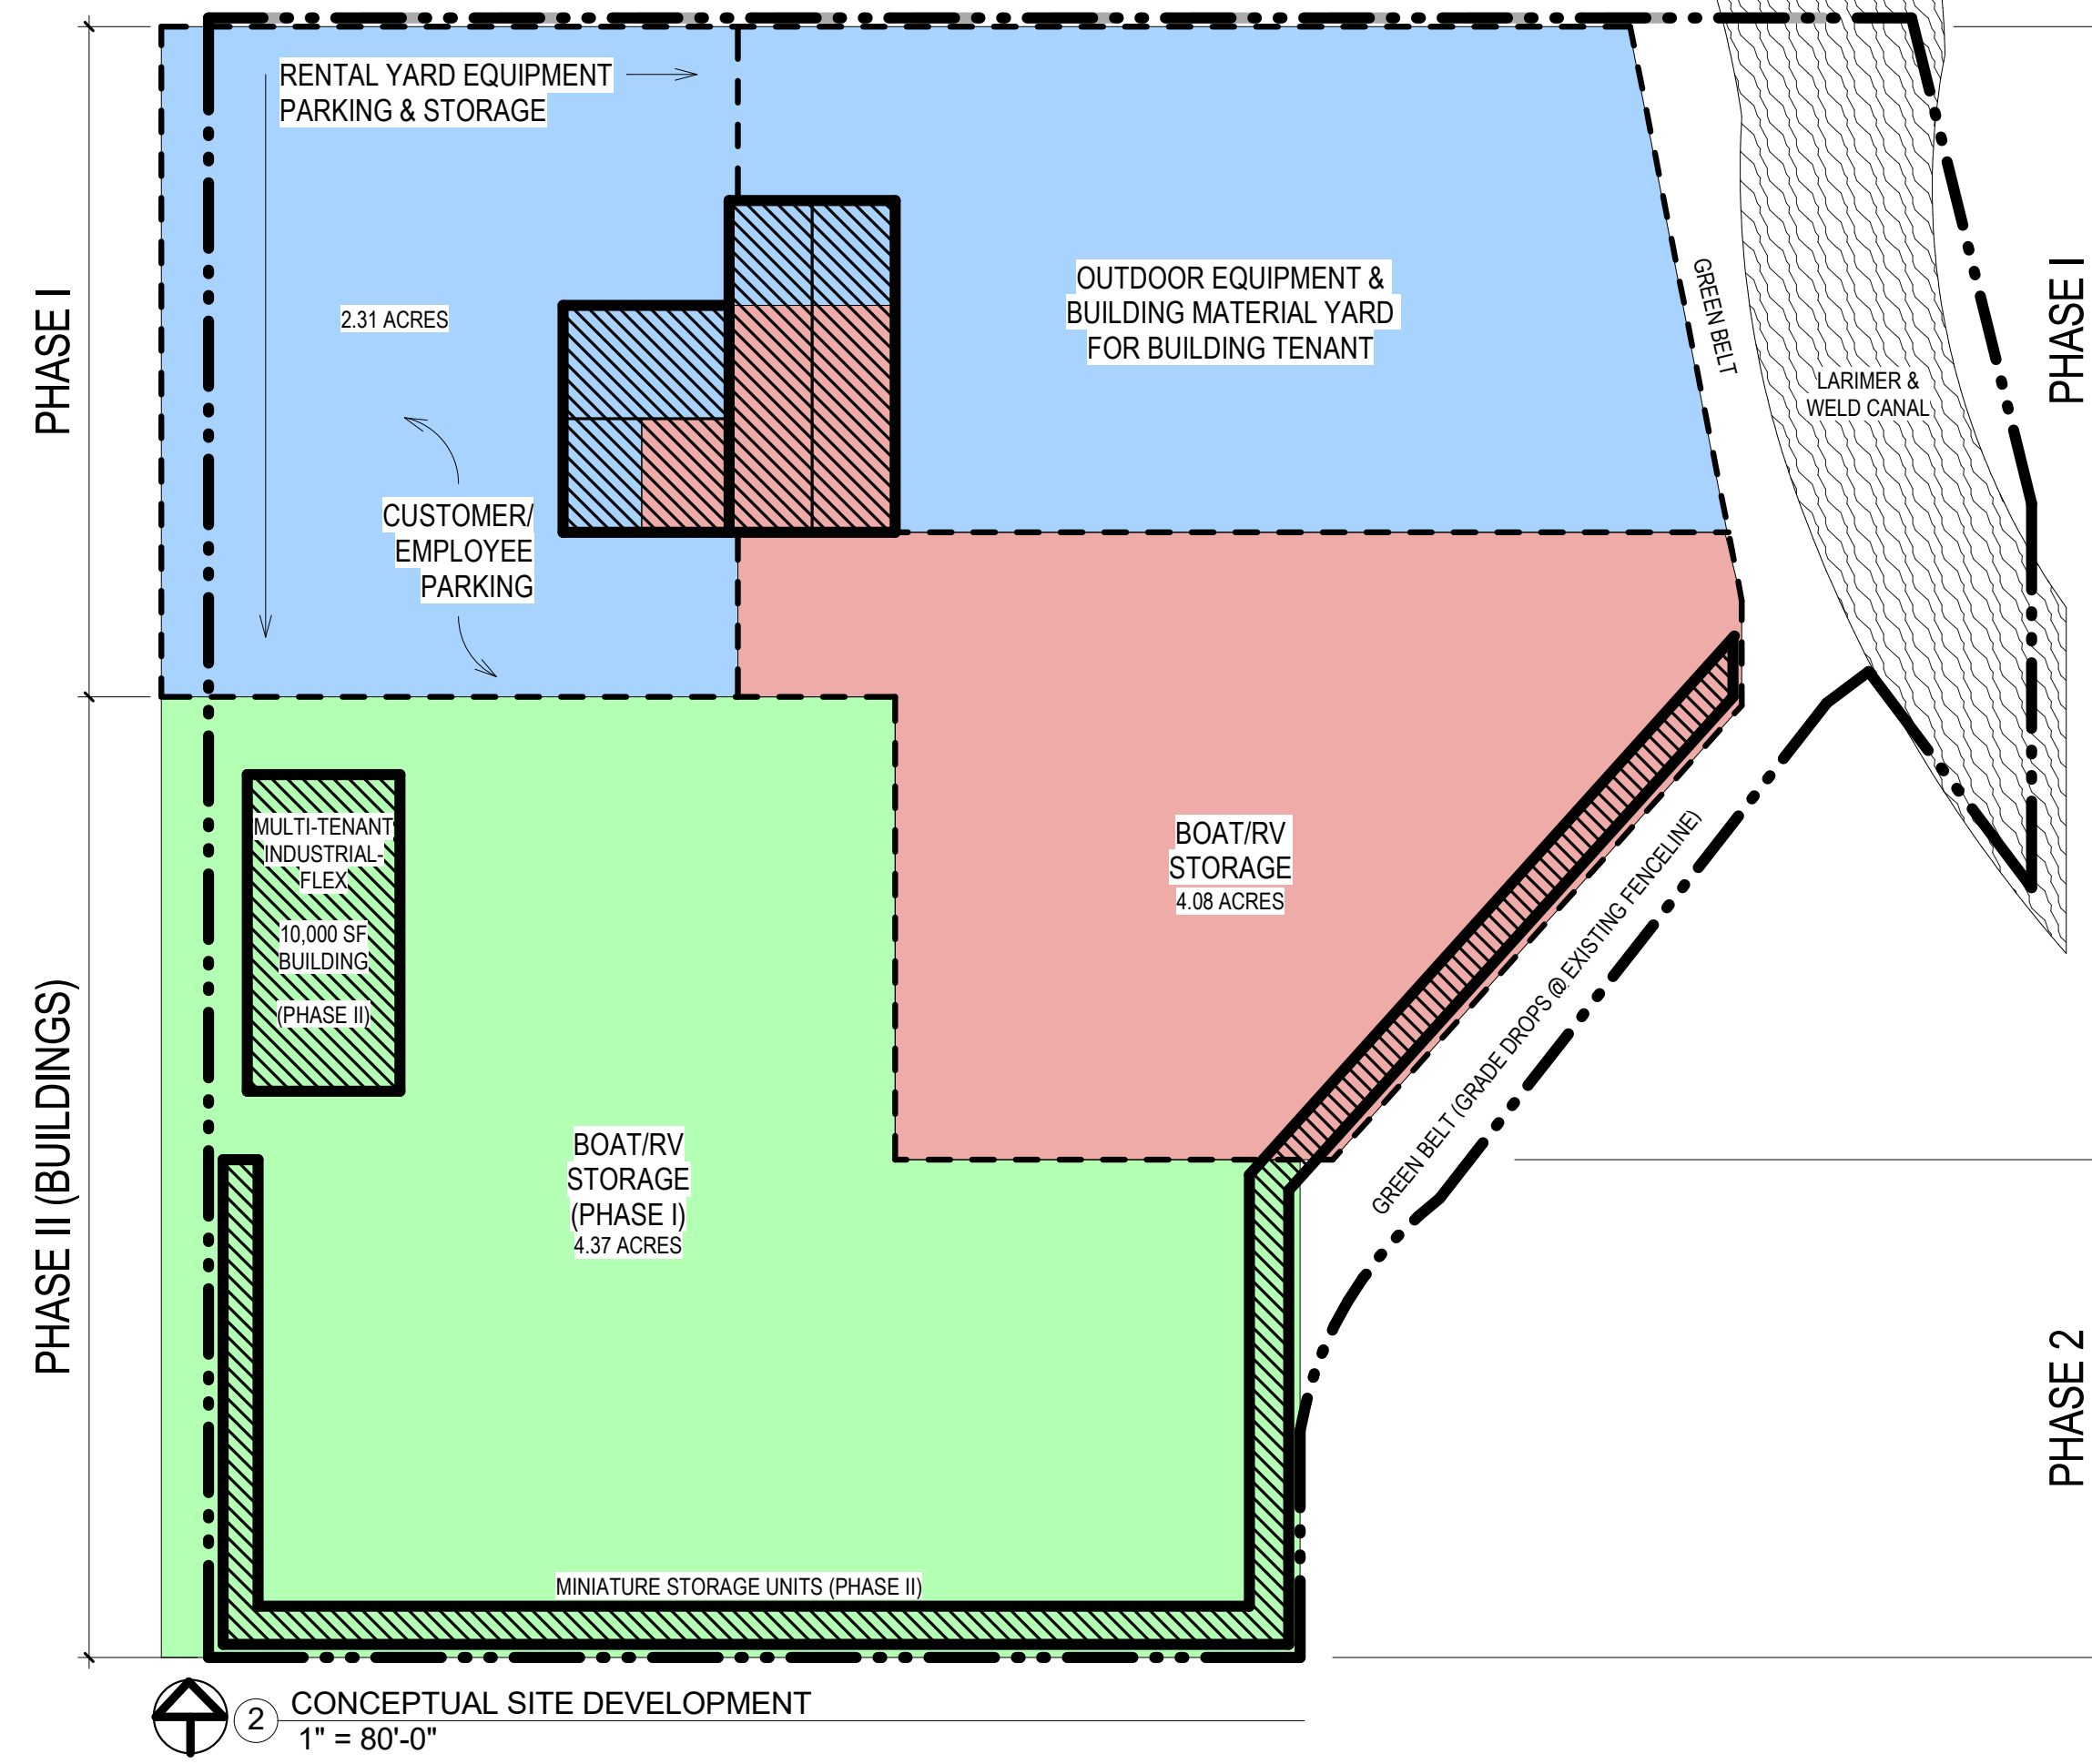 RENTAL YARD EQUIPMENT
PARKING & STORAGE
PHASE I
2.31 ACRES
OUTDOOR EQUIPMENT &
BUILDING MATERIAL YARD
FOR BUILDING TENANT
GREEN BELT
LARIMER &
WELD CANAL
PHASE I
CUSTOMER/
EMPLOYEE
PARKING
MULTI-TENANT
INDUSTRIAL-
FLEX
10,000 SF
BUILDING
(PHASE II)
BOAT/RV
STORAGE
4.08 ACRES
GREEN BELT (GRADE DROPS @ EXISTING FENCELINE)
PHASE II (BUILDINGS)
BOAT/RV
STORAGE
(PHASE I)
4.37 ACRES
PHASE 2
MINIATURE STORAGE UNITS (PHASE II)
2
CONCEPTUAL SITE DEVELOPMENT
1" = 80'-0"